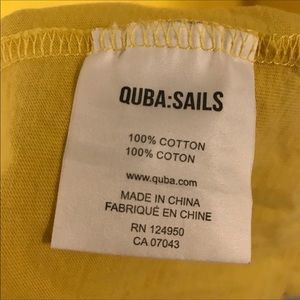 QUBA:SAILS
100% COTTON
100% COTON
www.quba.com
MADE IN CHINA
FABRIQUÉ EN CHINE
RN 124950
CA 07043